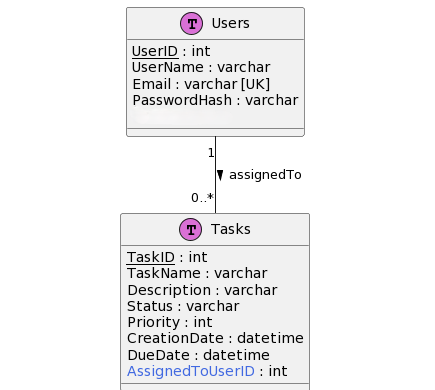 T Users
UserID : int
UserName : varchar
Email : varchar [UK]
PasswordHash : varchar
1
assignedTo
0..*
T Tasks
TaskID : int
TaskName : varchar
Description : varchar
Status : varchar
Priority : int
CreationDate : datetime
DueDate : datetime
AssignedToUserID : int